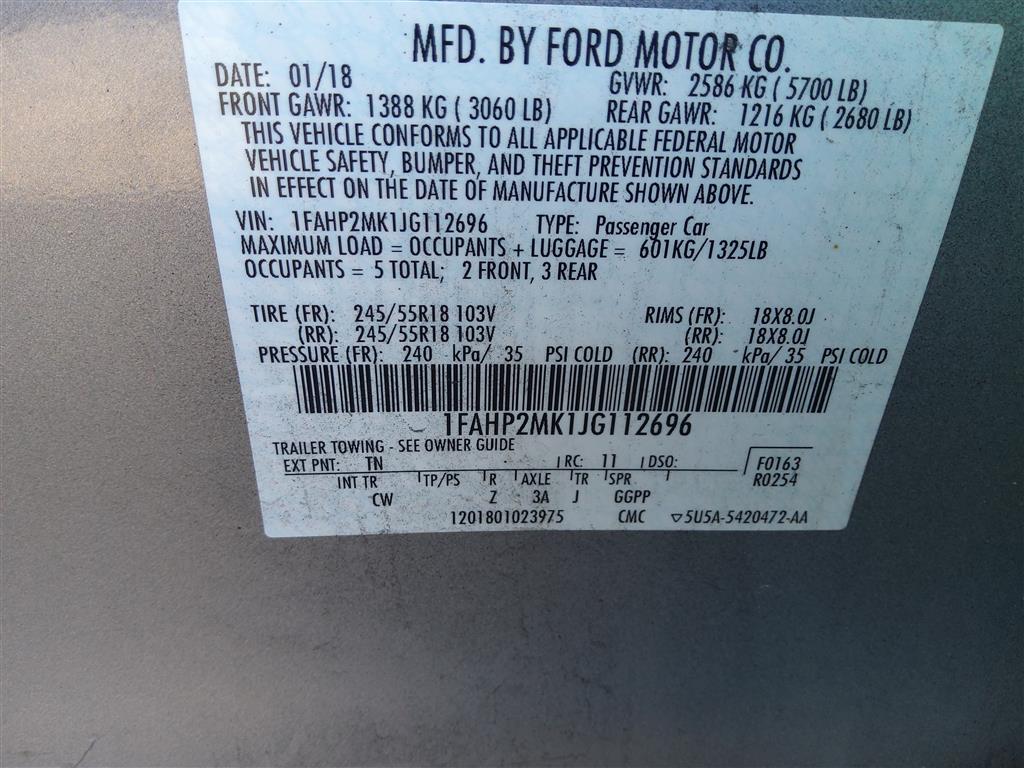 MFD. BY FORD MOTOR CO.
DATE: 01/18 GVWR: 2586 KG ( 5700 LB)
FRONT GAWR: 1388 KG ( 3060 LB) REAR GAWR: 1216 KG ( 2680 LB)
THIS VEHICLE CONFORMS TO ALL APPLICABLE FEDERAL MOTOR
VEHICLE SAFETY, BUMPER, AND THEFT PREVENTION STANDARDS
IN EFFECT ON THE DATE OF MANUFACTURE SHOWN ABOVE.
VIN: 1FAHP2MK1JG112696 TYPE: Passenger Car
MAXIMUM LOAD = OCCUPANTS + LUGGAGE = 601KG/1325LB
OCCUPANTS = 5 TOTAL; 2 FRONT, 3 REAR
TIRE (FR): 245/55R18 103V RIMS (FR): 18X8.0J
(RR): 245/55R18 103V (RR): 18X8.0J
PRESSURE (FR): 240 kPa/ 35 PSI COLD (RR): 240 kPa/ 35 PSI COLD
1FAHP2MK1JG112696
TRAILER TOWING - SEE OWNER GUIDE
EXT PNT: TN RC: 11 DSO: F0163
INT TR TP/PS R AXLE TR SPR R0254
CW Z 3A J GGPP
1201801023975 CMC ▽5U5A-5420472-AA